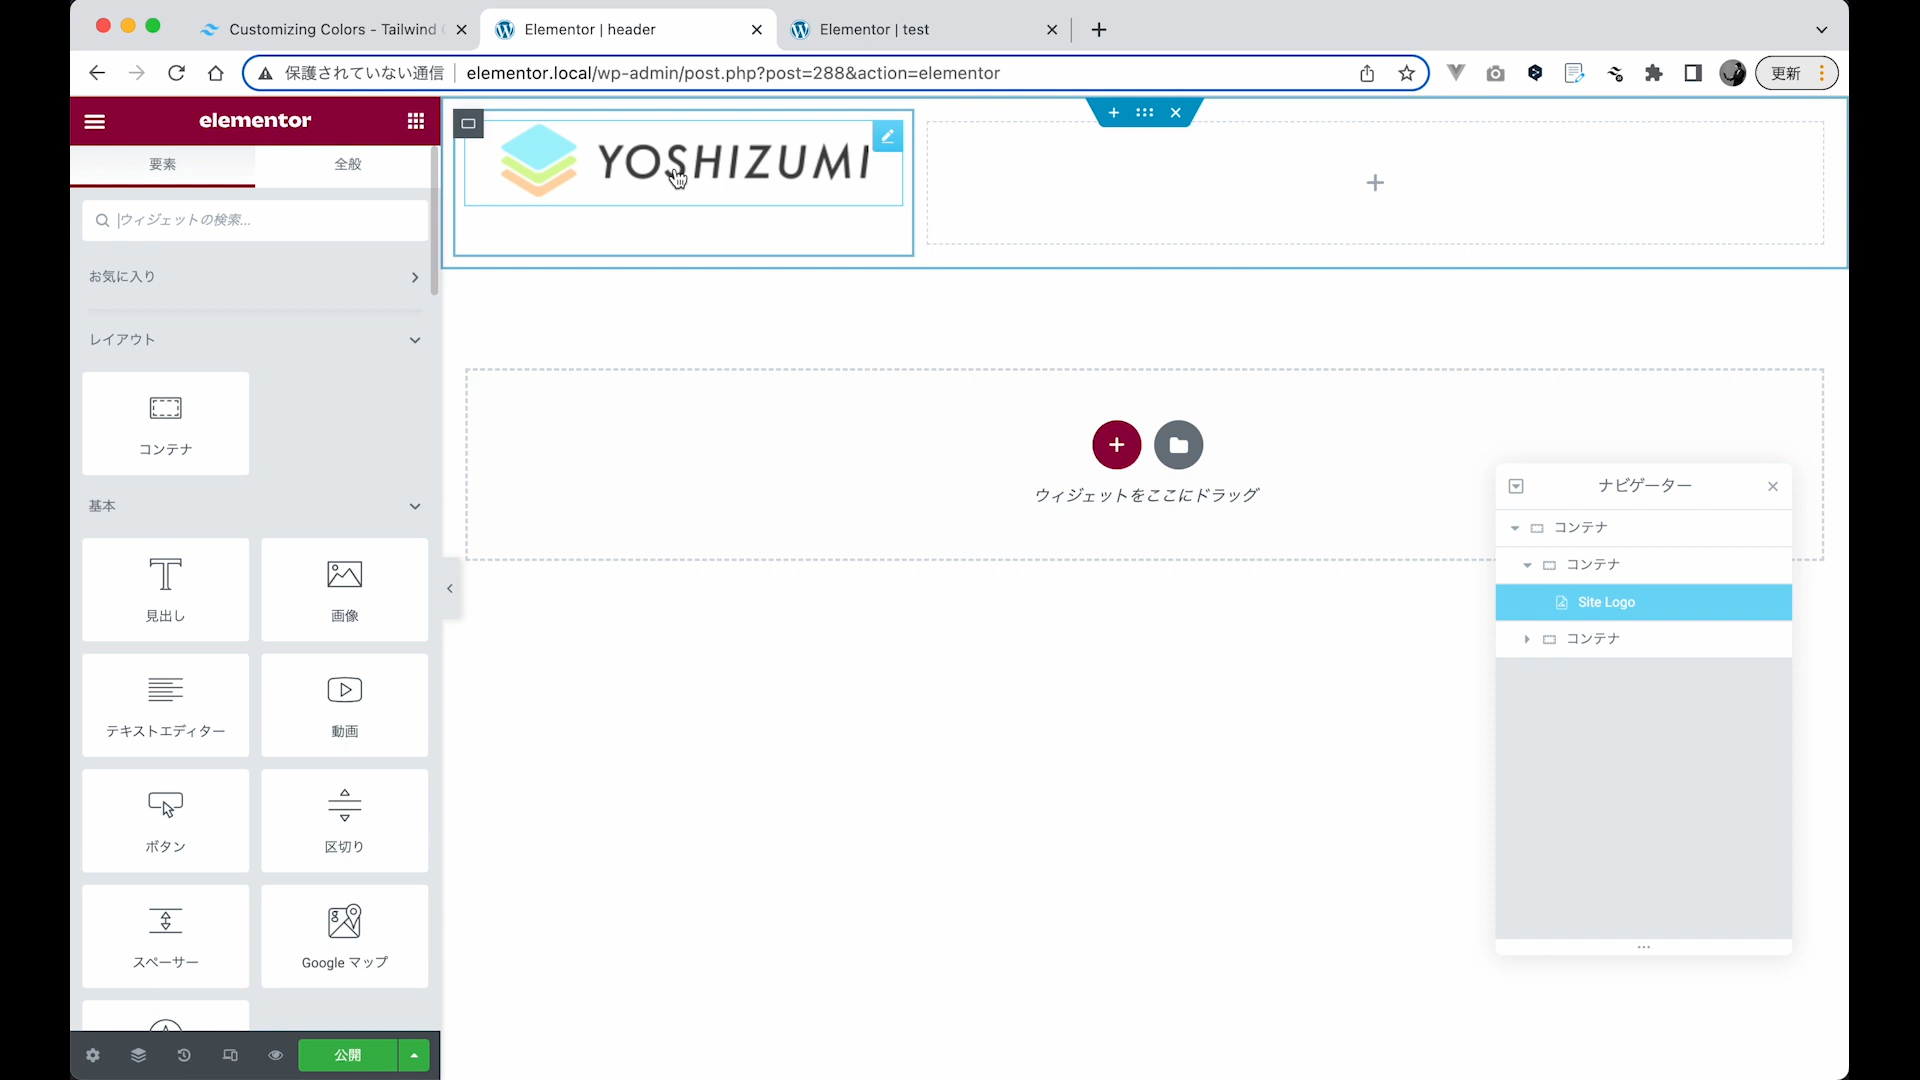 Customizing Colors - Tailwind
Elementor | header
Elementor | test
保護されていない通信
elementor.local/wp-admin/post.php?post=288&action=elementor
更新
elementor
要素
全般
ウィジェットの検索...
お気に入り
レイアウト
コンテナ
基本
見出し
画像
テキストエディター
動画
ボタン
区切り
スペーサー
Google マップ
公開
YOSHIZUMI
ウィジェットをここにドラッグ
ナビゲーター
コンテナ
コンテナ
Site Logo
コンテナ